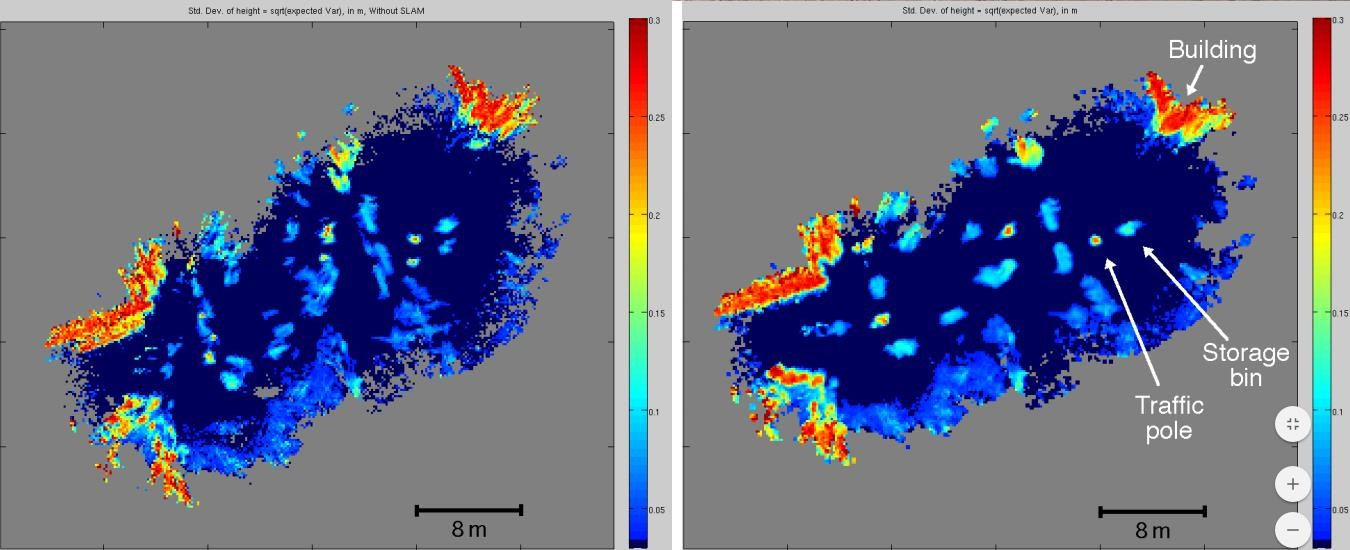 Std. Dev. of height = sqrt(expected Var), in m, Without SLAM
0.3
0.25
0.2
0.15
0.1
0.05
8 m
Std. Dev. of height = sqrt(expected Var), in m
0.3
0.25
0.2
0.15
0.1
0.05
Building
Storage
bin
Traffic
pole
8 m